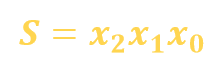 S = x₂x₁x₀